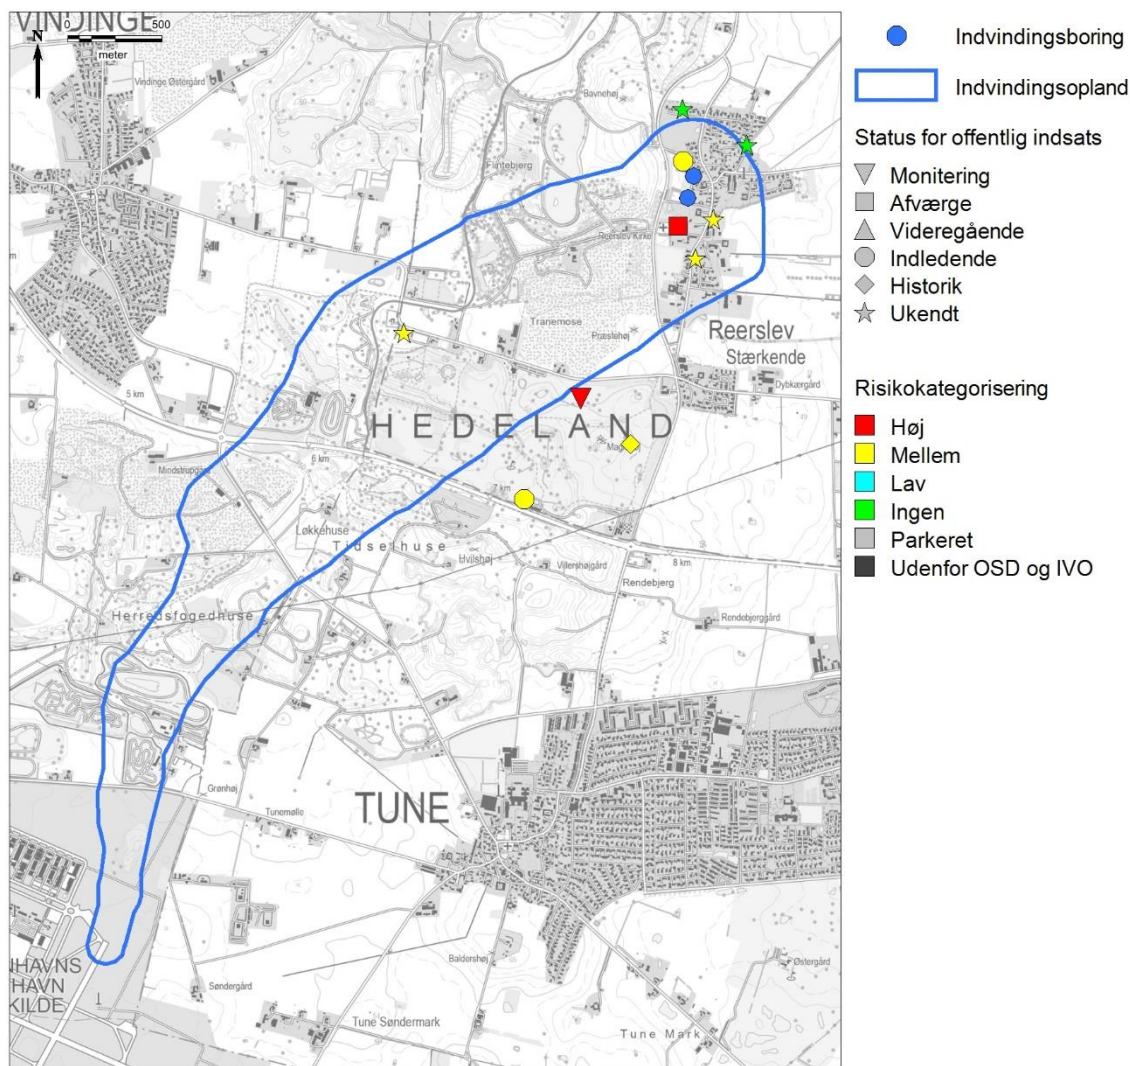 VINDINGE
0 500
meter
N
Vindinge Østergård
Bavnehøj
Flintebjerg
Reerslev Kirke
Tranemose
Præstehøj
Reerslev
Stærkende
Dybkærgård
5 km
HEDELAND
6 km
Mindstrupgård
7 km
Løkkehuse
Tidselhuse
Hvilshøj
Villershøjgård
8 km
Rendebjerg
Herredsfogedhuse
Rendebjerggård
Grønhøj
Tunemølle
TUNE
Baldershøj
Østergård
NHAVNS
HAVN
KILDE
Søndergård
Tune Søndermark
Tune Mark
Indvindingsboring
Indvindingsopland
Status for offentlig indsats
Monitering
Afværge
Videregående
Indledende
Historik
Ukendt
Risikokategorisering
Høj
Mellem
Lav
Ingen
Parkeret
Udenfor OSD og IVO